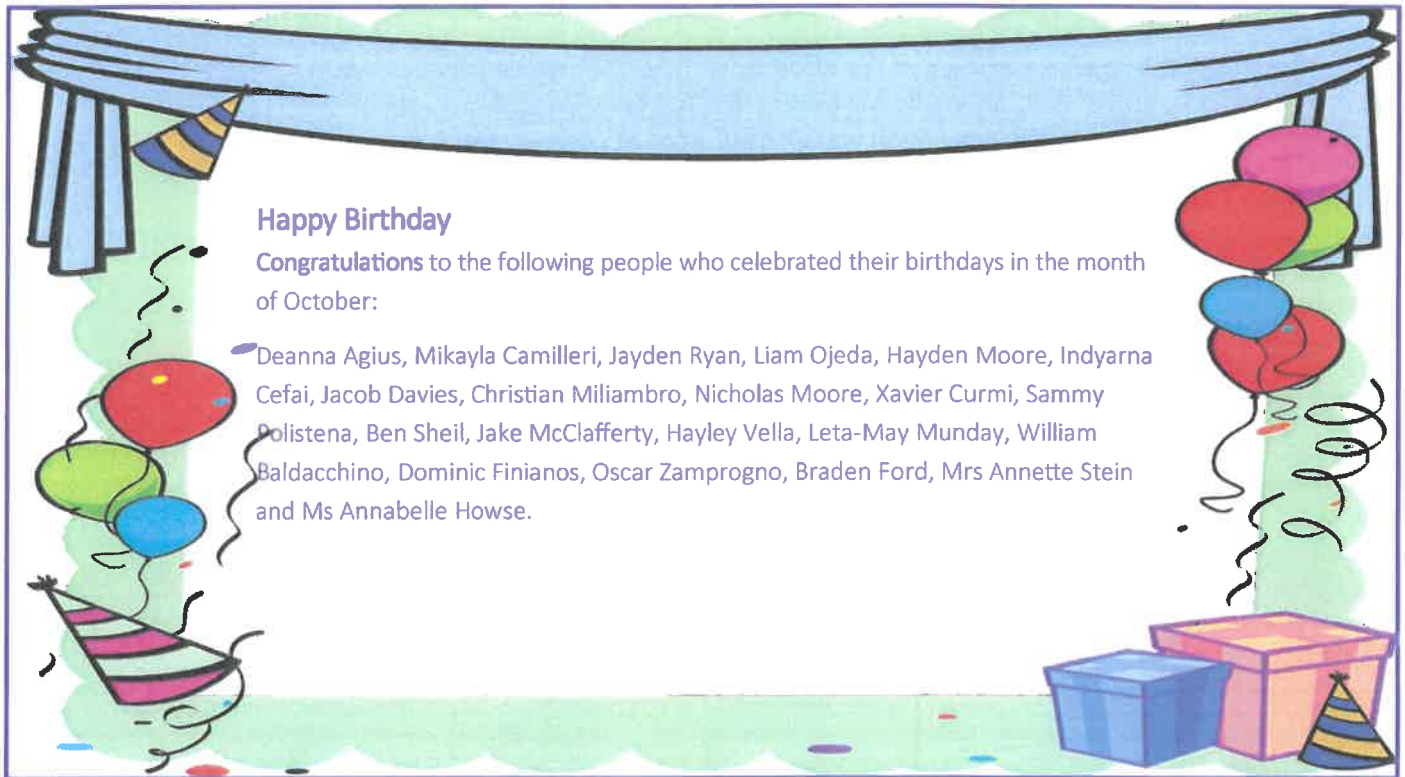 Happy Birthday
Congratulations to the following people who celebrated their birthdays in the month
of October:
Deanna Agius, Mikayla Camilleri, Jayden Ryan, Liam Ojeda, Hayden Moore, Indyarna
Cefai, Jacob Davies, Christian Miliambro, Nicholas Moore, Xavier Curmi, Sammy
Polistena, Ben Sheil, Jake McClafferty, Hayley Vella, Leta-May Munday, William
Baldacchino, Dominic Finianos, Oscar Zamprogno, Braden Ford, Mrs Annette Stein
and Ms Annabelle Howse.